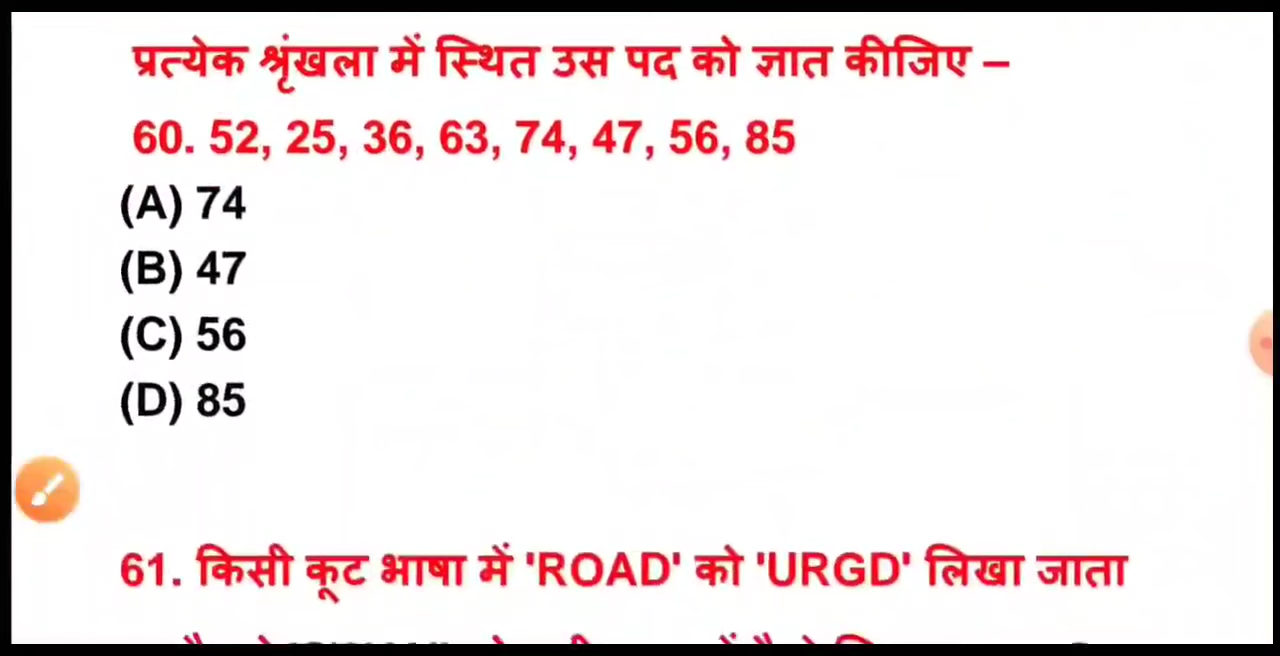 प्रत्येक श्रृंखला में स्थित उस पद को ज्ञात कीजिए –
60. 52, 25, 36, 63, 74, 47, 56, 85
(A) 74
(B) 47
(C) 56
(D) 85
61. किसी कूट भाषा में 'ROAD' को 'URGD' लिखा जाता